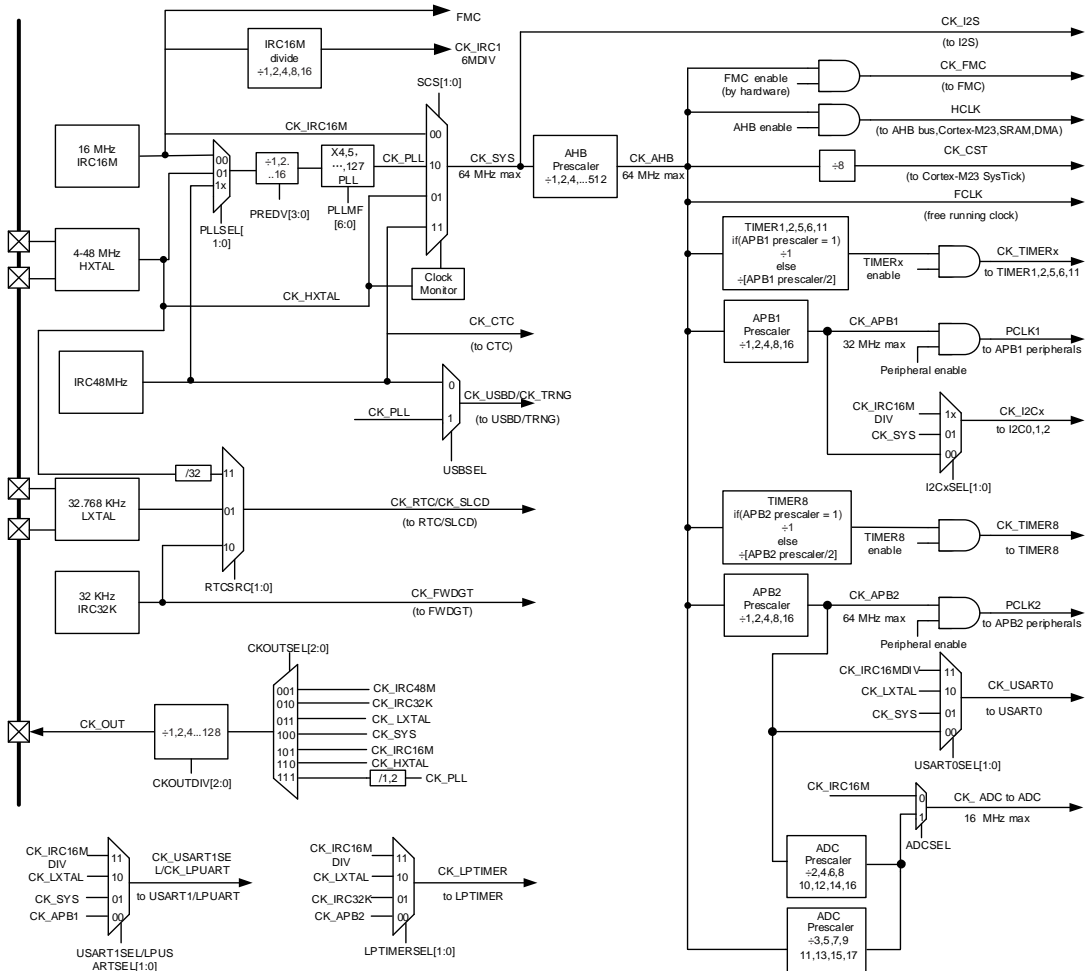 FMC
IRC16M
divide
÷1,2,4,8,16
CK_IRC1
6MDIV
SCS[1:0]
16 MHz
IRC16M
CK_IRC16M
00
01
1x
PLLSEL[
1:0]
÷1,2.
..16
PREDV[3:0]
X4,5,
…,127
PLL
PLLMF
[6:0]
CK_PLL
00
10
01
11
CK_SYS
64 MHz max
AHB
Prescaler
÷1,2,4,...512
CK_AHB
64 MHz max
4-48 MHz
HXTAL
CK_HXTAL
Clock
Monitor
CK_CTC
(to CTC)
IRC48MHz
CK_PLL
0
1
USBSEL
CK_USBD/CK_TRNG
(to USBD/TRNG)
/32
32.768 KHz
LXTAL
11
01
10
RTCSRC[1:0]
CK_RTC/CK_SLCD
(to RTC/SLCD)
32 KHz
IRC32K
CK_FWDGT
(to FWDGT)
CKOUTSEL[2:0]
CK_OUT
÷1,2,4...128
CKOUTDIV[2:0]
001
010
011
100
101
110
111
CK_IRC48M
CK_IRC32K
CK_ LXTAL
CK_SYS
CK_IRC16M
CK_HXTAL
/1,2
CK_PLL
CK_IRC16M
DIV
CK_LXTAL
CK_SYS
CK_APB1
11
10
01
00
CK_USART1SE
L/CK_LPUART
to USART1/LPUART
USART1SEL/LPUS
ARTSEL[1:0]
CK_IRC16M
DIV
CK_LXTAL
CK_IRC32K
CK_APB2
11
10
01
00
CK_LPTIMER
to LPTIMER
LPTIMERSEL[1:0]
CK_I2S
(to I2S)
FMC enable
(by hardware)
CK_FMC
(to FMC)
AHB enable
HCLK
(to AHB bus,Cortex-M23,SRAM,DMA)
÷8
CK_CST
(to Cortex-M23 SysTick)
FCLK
(free running clock)
TIMER1,2,5,6,11
if(APB1 prescaler = 1)
÷1
else
÷[APB1 prescaler/2]
TIMERx
enable
CK_TIMERx
to TIMER1,2,5,6,11
APB1
Prescaler
÷1,2,4,8,16
CK_APB1
32 MHz max
Peripheral enable
PCLK1
to APB1 peripherals
CK_IRC16M
DIV
CK_SYS
1x
01
00
I2CxSEL[1:0]
CK_I2Cx
to I2C0,1,2
TIMER8
if(APB2 prescaler = 1)
÷1
else
÷[APB2 prescaler/2]
TIMER8
enable
CK_TIMER8
to TIMER8
APB2
Prescaler
÷1,2,4,8,16
CK_APB2
64 MHz max
Peripheral enable
PCLK2
to APB2 peripherals
CK_IRC16MDIV
CK_LXTAL
CK_SYS
11
10
01
00
USART0SEL[1:0]
CK_USART0
to USART0
CK_IRC16M
0
1
ADCSEL
CK_ ADC to ADC
16 MHz max
ADC
Prescaler
÷2,4.6,8
10,12,14,16
ADC
Prescaler
÷3,5,7,9
11,13,15,17